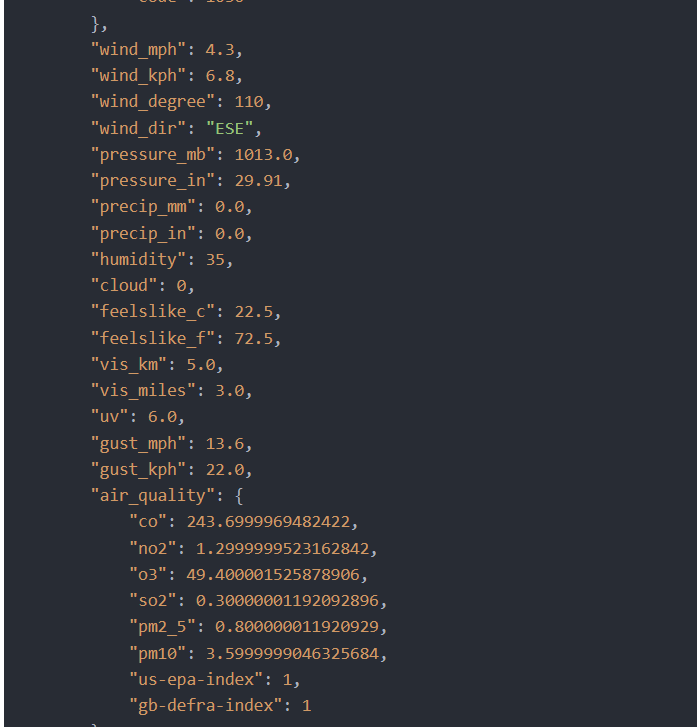 },
"wind_mph": 4.3,
"wind_kph": 6.8,
"wind_degree": 110,
"wind_dir": "ESE",
"pressure_mb": 1013.0,
"pressure_in": 29.91,
"precip_mm": 0.0,
"precip_in": 0.0,
"humidity": 35,
"cloud": 0,
"feelslike_c": 22.5,
"feelslike_f": 72.5,
"vis_km": 5.0,
"vis_miles": 3.0,
"uv": 6.0,
"gust_mph": 13.6,
"gust_kph": 22.0,
"air_quality": {
"co": 243.6999969482422,
"no2": 1.2999999523162842,
"o3": 49.400001525878906,
"so2": 0.30000001192092896,
"pm2_5": 0.800000011920929,
"pm10": 3.5999999046325684,
"us-epa-index": 1,
"gb-defra-index": 1